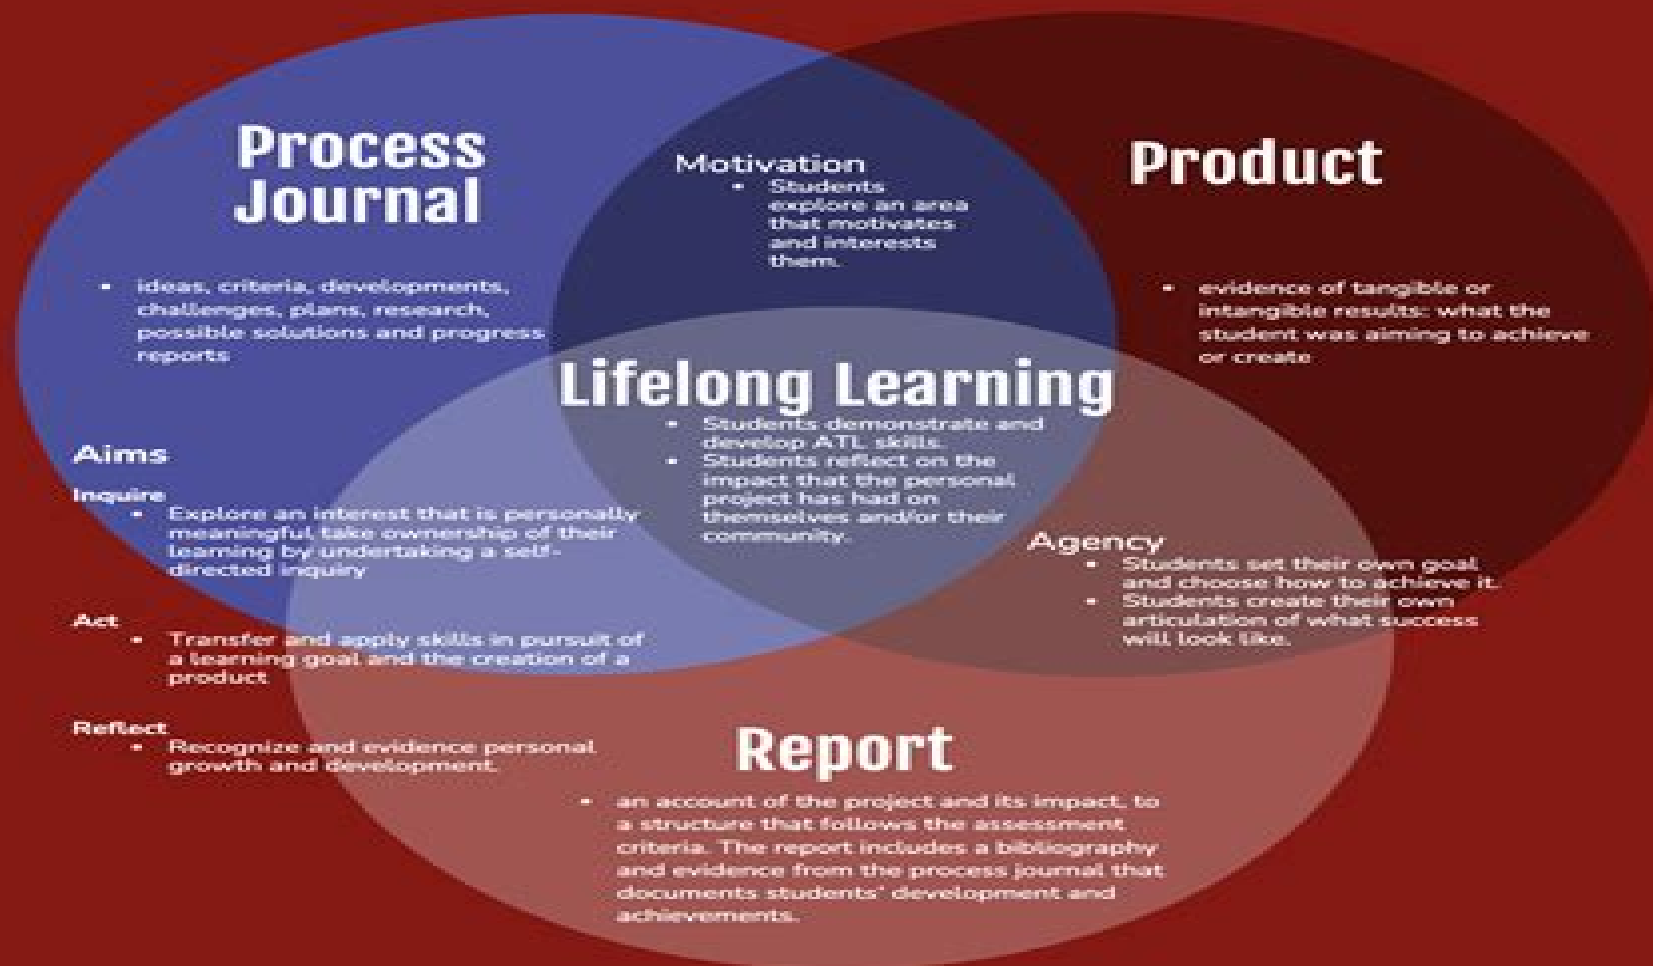 Process
Journal
• ideas, criteria, developments,
challenges, plans, research,
possible solutions and progress
reports
Motivation
• Students
explore an area
that motivates
and interests
them.
Product
• evidence of tangible or
intangible results: what the
student was aiming to achieve
or create
Lifelong Learning
• Students demonstrate and
develop ATL skills.
• Students reflect on the
impact that the personal
project has had on
themselves and/or their
community.
Aims
Inquire
• Explore an interest that is personally
meaningful, take ownership of their
learning by undertaking a self-
directed inquiry
Act
• Transfer and apply skills in pursuit of
a learning goal and the creation of a
product
Reflect
• Recognize and evidence personal
growth and development.
Agency
• Students set their own goal
and choose how to achieve it.
• Students create their own
articulation of what success
will look like.
Report
• an account of the project and its impact, to
a structure that follows the assessment
criteria. The report includes a bibliography
and evidence from the process journal that
documents students' development and
achievements.